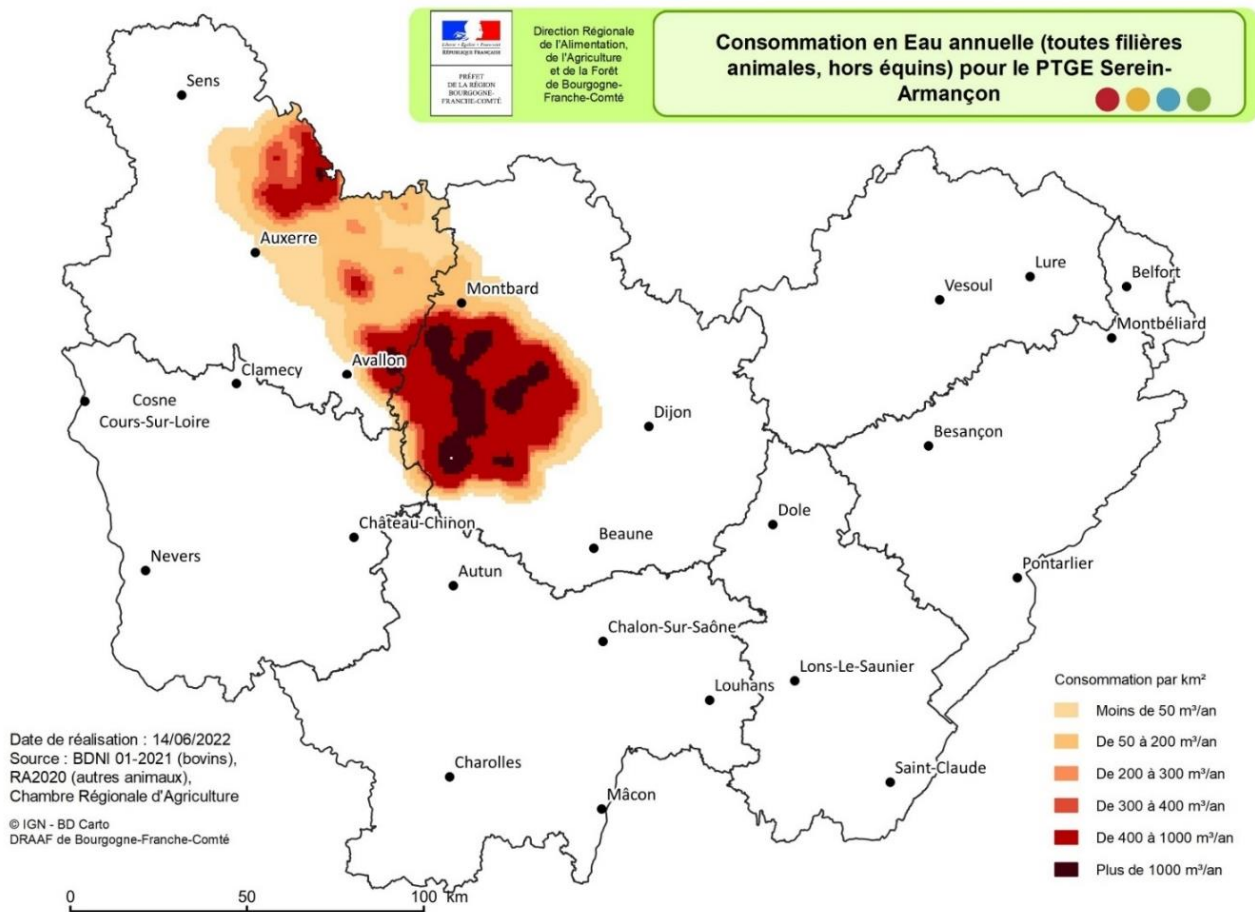 Liberté • Égalité • Fraternité
RÉPUBLIQUE FRANÇAISE
PRÉFET
DE LA RÉGION
BOURGOGNE-
FRANCHE-COMTÉ
Direction Régionale
de l'Alimentation,
de l'Agriculture
et de la Forêt
de Bourgogne-
Franche-Comté
Consommation en Eau annuelle (toutes filières
animales, hors équins) pour le PTGE Serein-
Armançon
Sens
Auxerre
Montbard
Vesoul
Lure
Belfort
Montbéliard
Clamecy
Avallon
Cosne
Cours-Sur-Loire
Dijon
Besançon
Dole
Château-Chinon
Beaune
Nevers
Autun
Pontarlier
Chalon-Sur-Saône
Lons-Le-Saunier
Louhans
Charolles
Saint-Claude
Mâcon
Consommation par km²
Moins de 50 m³/an
De 50 à 200 m³/an
De 200 à 300 m³/an
De 300 à 400 m³/an
De 400 à 1000 m³/an
Plus de 1000 m³/an
Date de réalisation : 14/06/2022
Source : BDNI 01-2021 (bovins),
RA2020 (autres animaux),
Chambre Régionale d'Agriculture
© IGN - BD Carto
DRAAF de Bourgogne-Franche-Comté
0 50 100 km